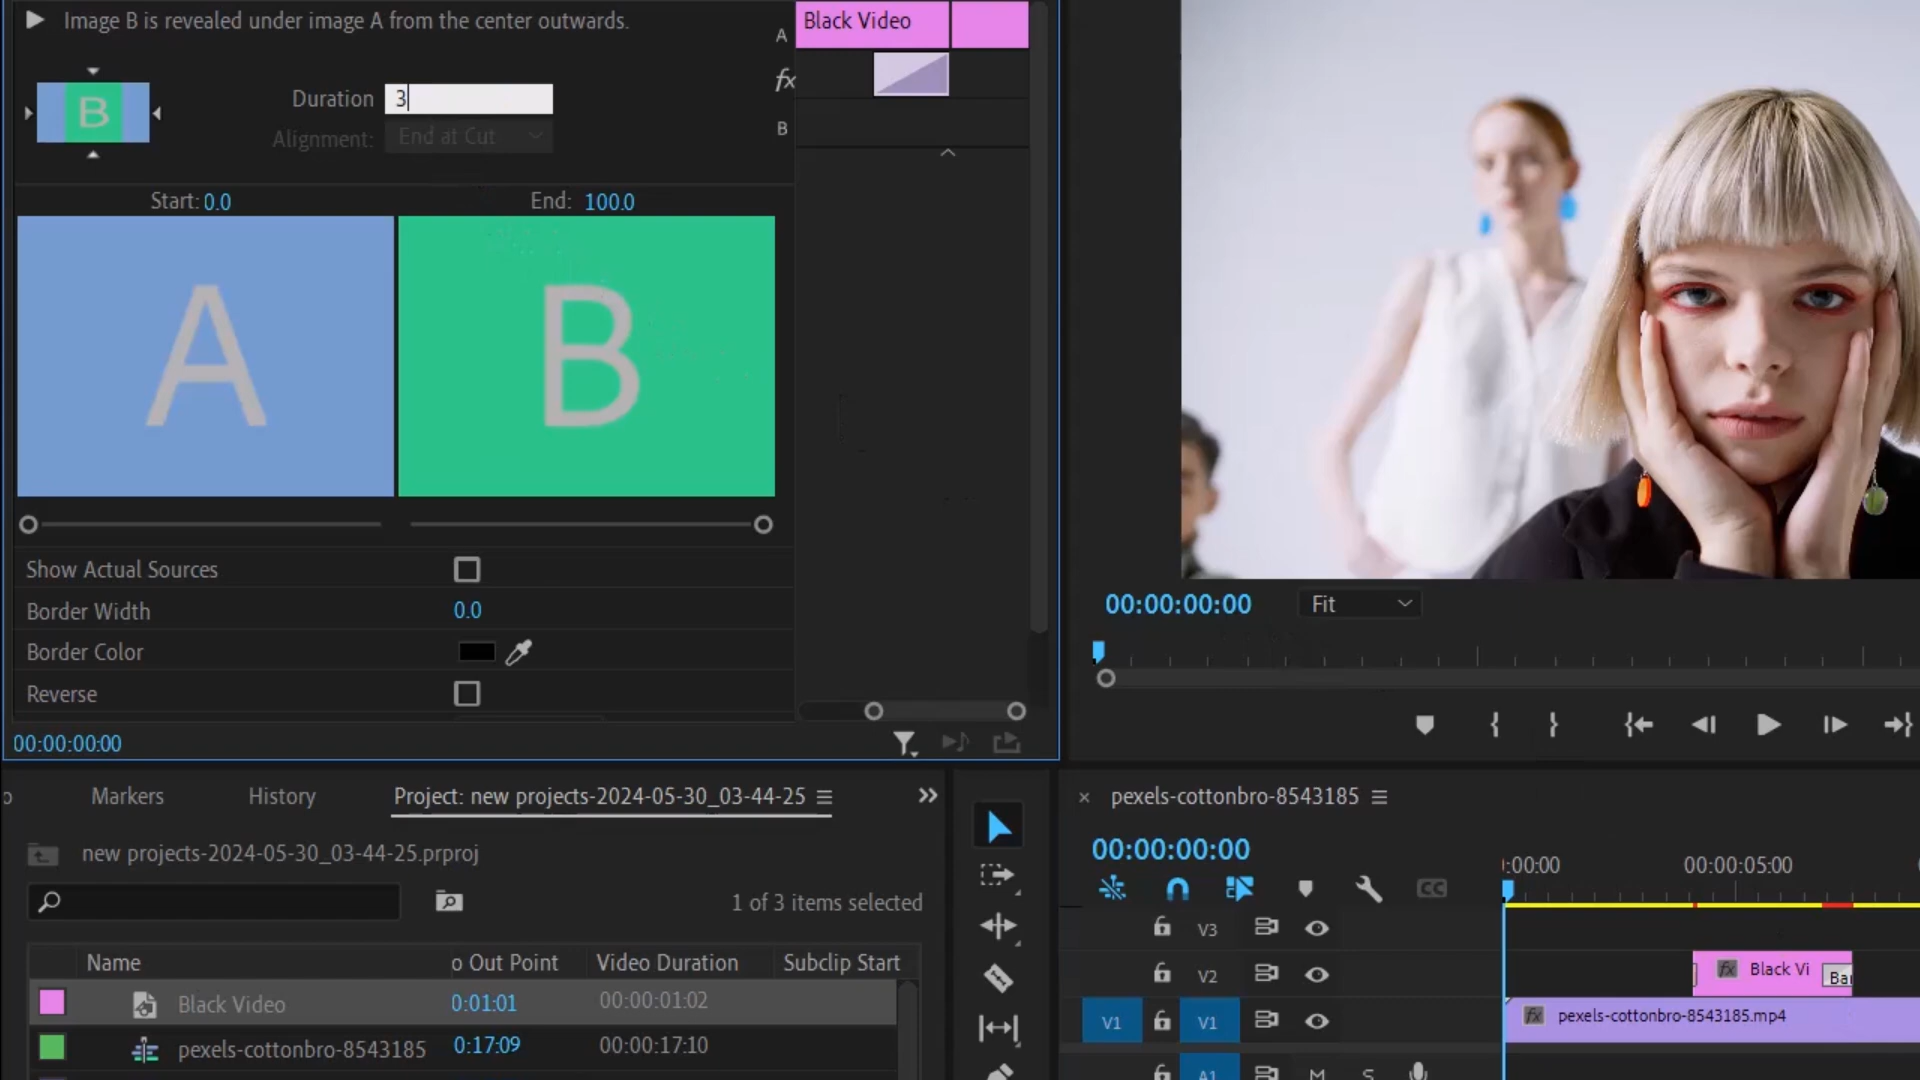 Image B is revealed under image A from the center outwards.
B
Duration 3
Alignment: End at Cut
Start: 0.0
End: 100.0
A
B
Show Actual Sources
Border Width 0.0
Border Color
Reverse
00:00:00:00
A
Black Video
fx
B
00:00:00:00
Fit
Markers
History
Project: new projects-2024-05-30_03-44-25
new projects-2024-05-30_03-44-25.prproj
1 of 3 items selected
Name
o Out Point
Video Duration
Subclip Start
Black Video
0:01:01
00:00:01:02
pexels-cottonbro-8543185
0:17:09
00:00:17:10
× pexels-cottonbro-8543185
00:00:00:00
:00:00
00:00:05:00
CC
V3
V2
fx Black Vi
Ba
V1
V1
fx pexels-cottonbro-8543185.mp4
A1
M
S